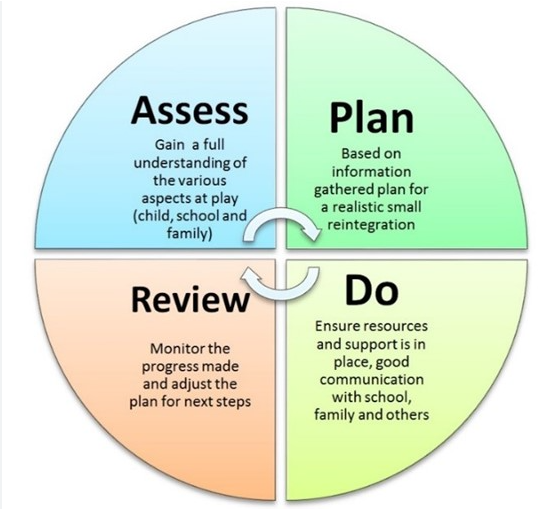 Assess
Gain a full
understanding of
the various
aspects at play
(child, school and
family)
Plan
Based on
information
gathered plan for
a realistic small
reintegration
Review
Monitor the
progress made
and adjust the
plan for next steps
Do
Ensure resources
and support is in
place, good
communication
with school,
family and others